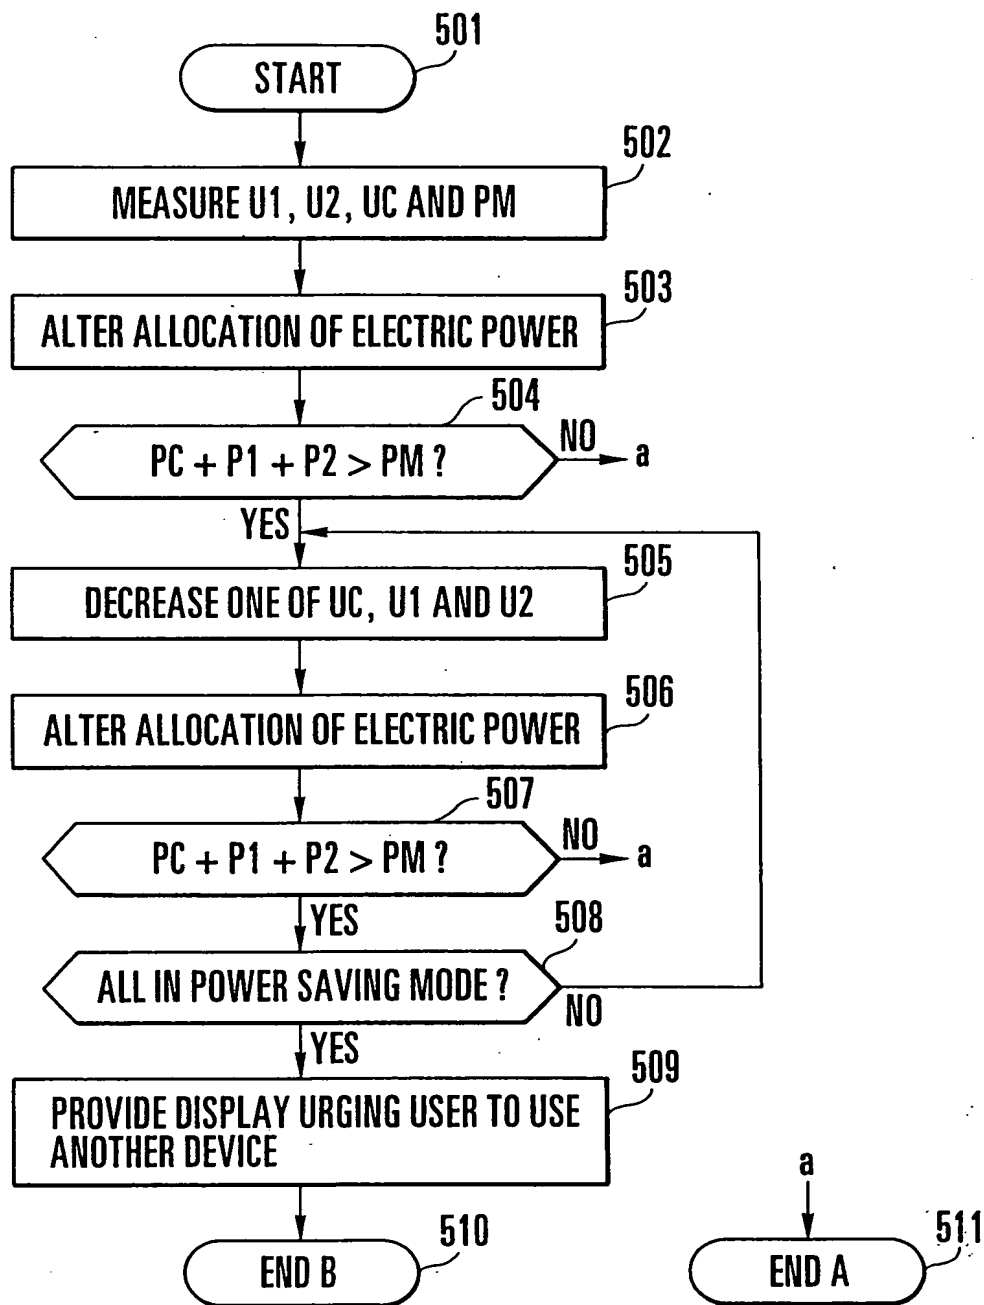 501
START
502
MEASURE U1, U2, UC AND PM
503
ALTER ALLOCATION OF ELECTRIC POWER
504
PC + P1 + P2 > PM ?
NO
a
YES
505
DECREASE ONE OF UC, U1 AND U2
506
ALTER ALLOCATION OF ELECTRIC POWER
507
PC + P1 + P2 > PM ?
NO
a
YES
508
ALL IN POWER SAVING MODE ?
NO
YES
509
PROVIDE DISPLAY URGING USER TO USE
ANOTHER DEVICE
510
END B
a
511
END A